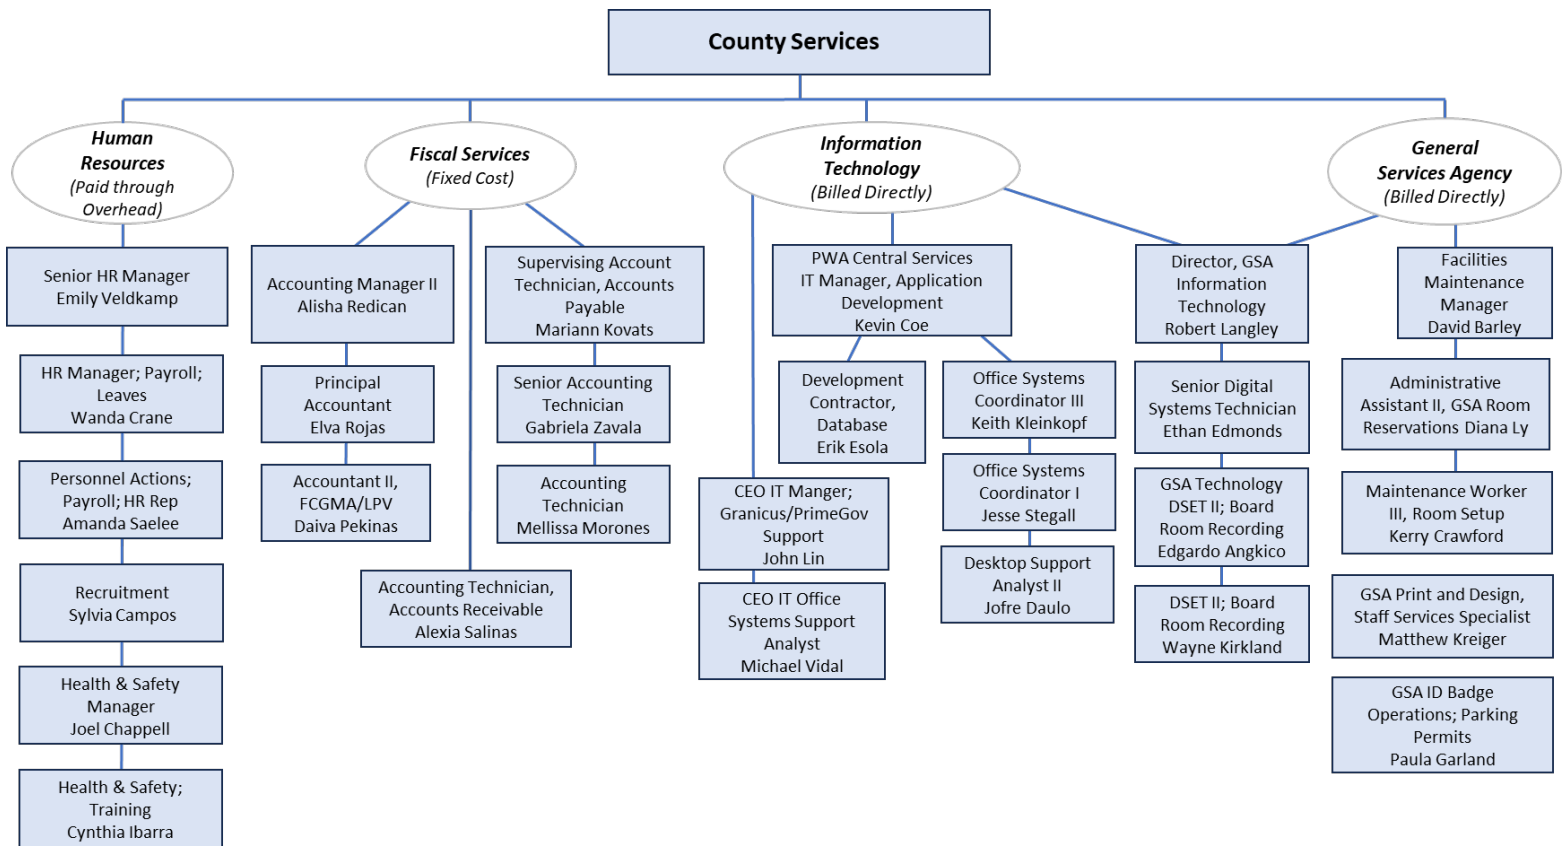 County Services
Human
Resources
(Paid through
Overhead)
Senior HR Manager
Emily Veldkamp
HR Manager; Payroll;
Leaves
Wanda Crane
Personnel Actions;
Payroll; HR Rep
Amanda Saelee
Recruitment
Sylvia Campos
Health & Safety
Manager
Joel Chappell
Health & Safety;
Training
Cynthia Ibarra
Fiscal Services
(Fixed Cost)
Accounting Manager II
Alisha Redican
Principal
Accountant
Elva Rojas
Accountant II,
FCGMA/LPV
Daiva Pekinas
Supervising Account
Technician, Accounts
Payable
Mariann Kovats
Senior Accounting
Technician
Gabriela Zavala
Accounting
Technician
Mellissa Morones
Accounting Technician,
Accounts Receivable
Alexia Salinas
Information
Technology
(Billed Directly)
PWA Central Services
IT Manager, Application
Development
Kevin Coe
Development
Contractor,
Database
Erik Esola
Office Systems
Coordinator III
Keith Kleinkopf
Office Systems
Coordinator I
Jesse Stegall
Desktop Support
Analyst II
Jofre Daulo
CEO IT Manger;
Granicus/PrimeGov
Support
John Lin
CEO IT Office
Systems Support
Analyst
Michael Vidal
General
Services Agency
(Billed Directly)
Director, GSA
Information
Technology
Robert Langley
Senior Digital
Systems Technician
Ethan Edmonds
GSA Technology
DSET II; Board
Room Recording
Edgardo Angkico
DSET II; Board
Room Recording
Wayne Kirkland
Facilities
Maintenance
Manager
David Barley
Administrative
Assistant II, GSA Room
Reservations Diana Ly
Maintenance Worker
III, Room Setup
Kerry Crawford
GSA Print and Design,
Staff Services Specialist
Matthew Kreiger
GSA ID Badge
Operations; Parking
Permits
Paula Garland